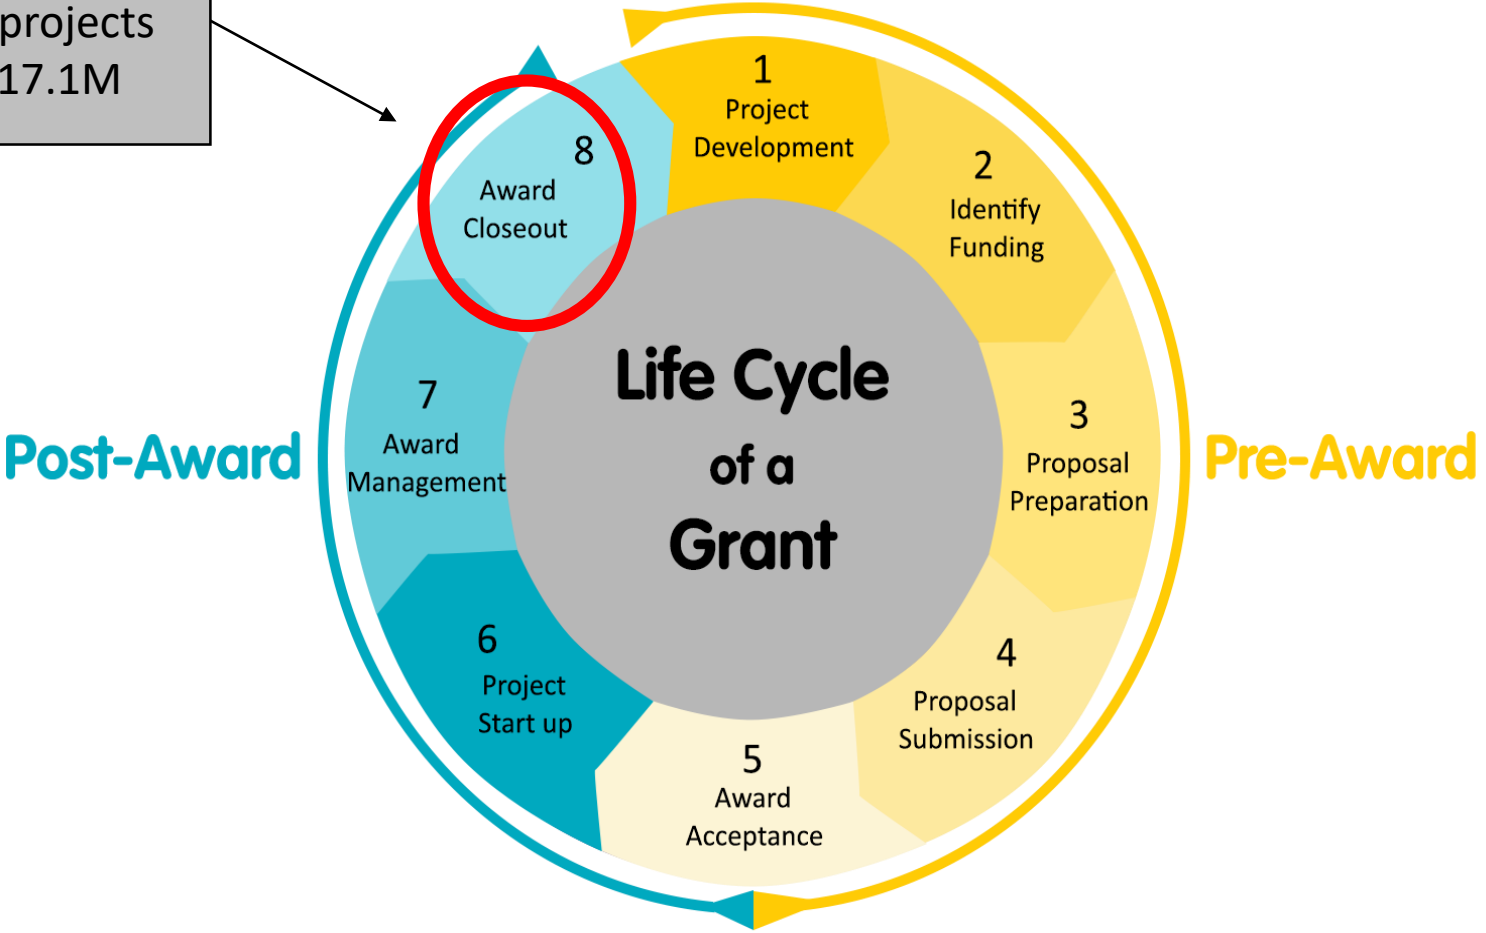 projects
17.1M
1
Project
Development
2
Identify
Funding
3
Proposal
Preparation
4
Proposal
Submission
5
Award
Acceptance
6
Project
Start up
7
Award
Management
8
Award
Closeout
Life Cycle
of a
Grant
Post-Award
Pre-Award